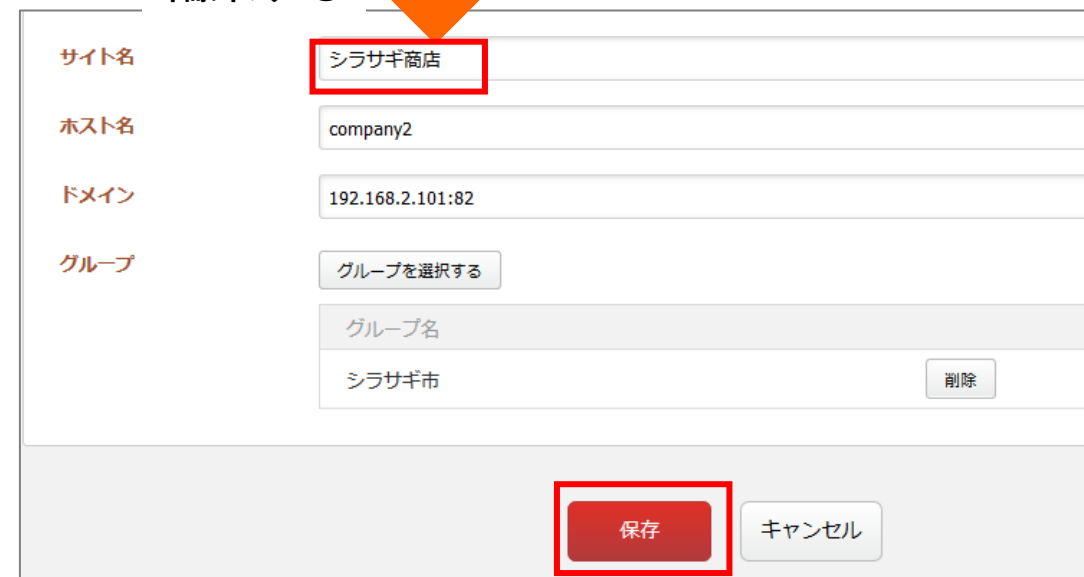 サイト名
シラサギ商店
ホスト名
company2
ドメイン
192.168.2.101:82
グループ
グループを選択する
グループ名
シラサギ市
削除
保存
キャンセル